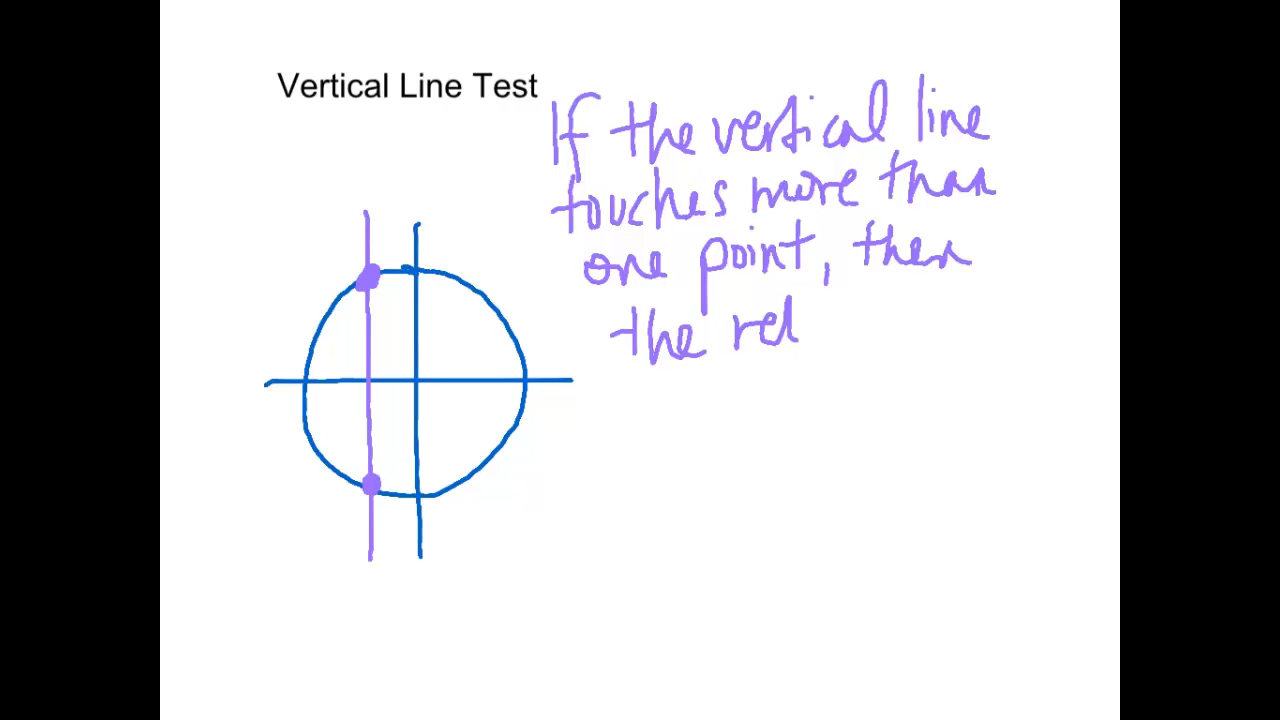 Vertical Line Test
If the vertical line
touches more than
one point, then
the rel